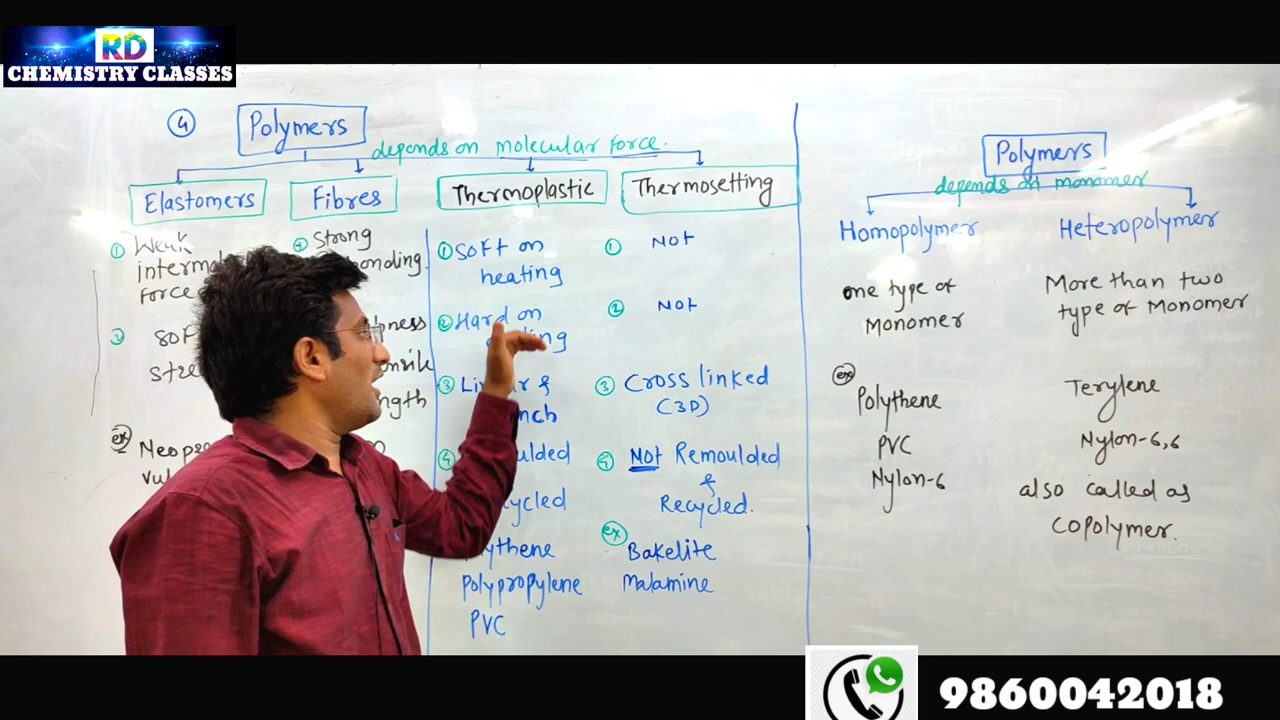 RD
CHEMISTRY CLASSES
4
Polymers
depends on molecular force.
Elastomers
1 Weak
force
2
ex
Fibres
1 Strong
Thermoplastic
1 Soft on
heating
2 Hard on
3
4
Polypropylene
PVC
Thermosetting
1 Not
2 Not
3 Cross linked
(3D)
4 Not Remoulded
&
Recycled.
ex
Bakelite
Malamine
Polymers
depends on monomer
Homopolymer
one type of
Monomer
ex
Polythene
PVC
Nylon-6
Heteropolymer
More than two
type of Monomer
Terylene
Nylon-6,6
also called as
copolymer.
9860042018